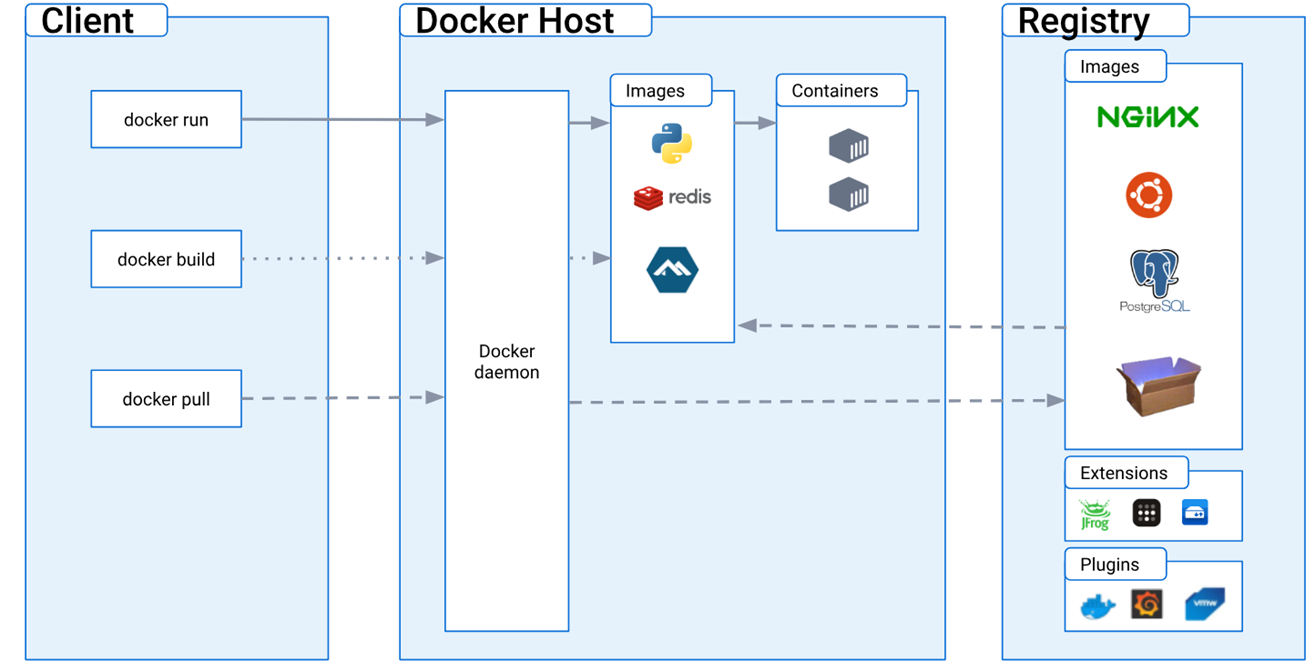 Client
docker run
docker build
docker pull
Docker Host
Docker
daemon
Images
redis
Containers
Registry
Images
NGiNX
PostgreSQL
Extensions
JFrog
Plugins
vmw